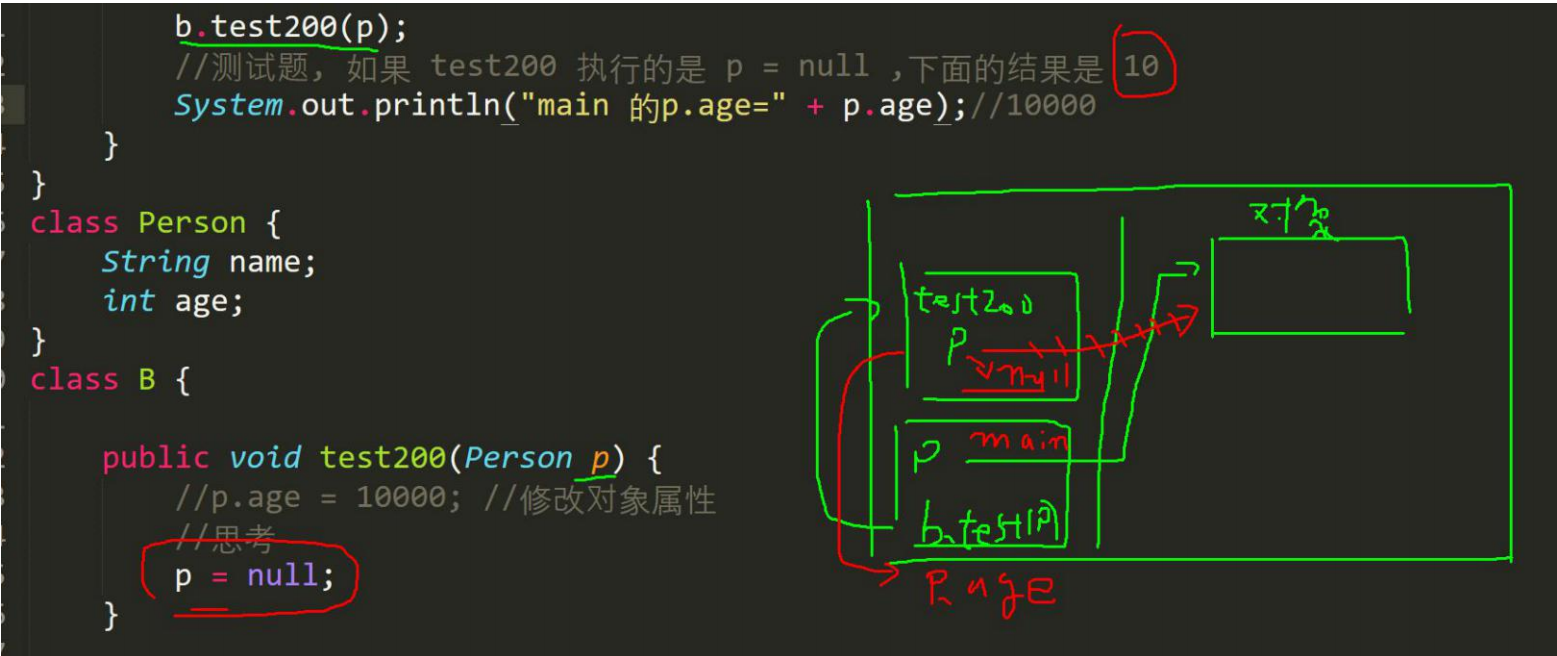 b.test200(p);
//测试题, 如果 test200 执行的是 p = null ,下面的结果是 10
System.out.println("main 的p.age=" + p.age);//10000
}
}
class Person {
String name;
int age;
}
class B {
public void test200(Person p) {
//p.age = 10000; //修改对象属性
//思考
p = null;
}
对象
test200
p
null
p main
b.test(p)
P.age